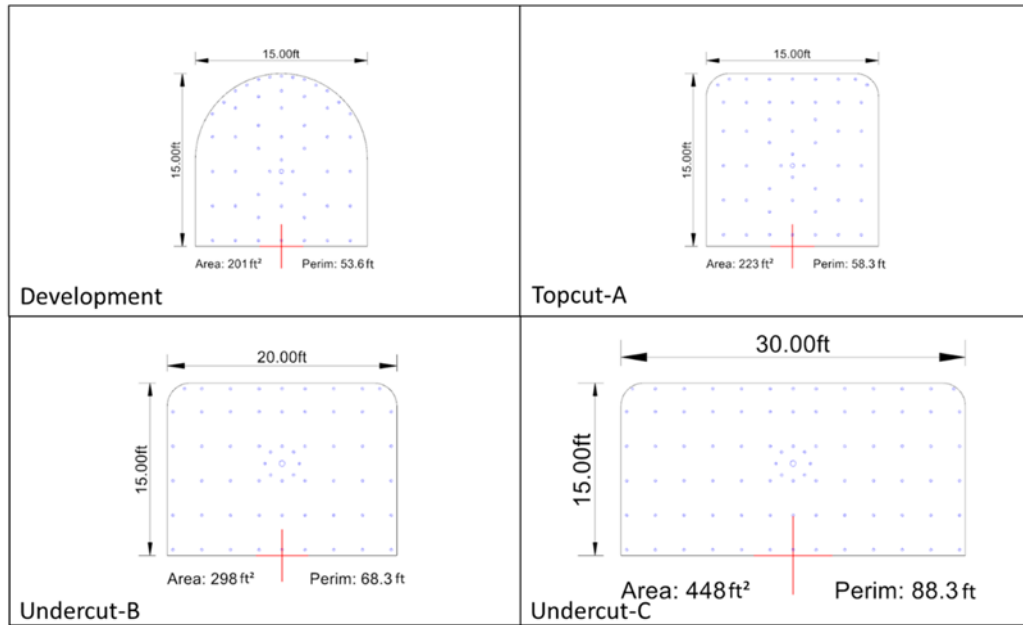 15.00ft
15.00ft
Area: 201 ft² Perim: 53.6 ft
Development
15.00ft
15.00ft
Area: 223 ft² Perim: 58.3 ft
Topcut-A
20.00ft
15.00ft
Area: 298 ft² Perim: 68.3 ft
Undercut-B
30.00ft
15.00ft
Area: 448 ft² Perim: 88.3 ft
Undercut-C